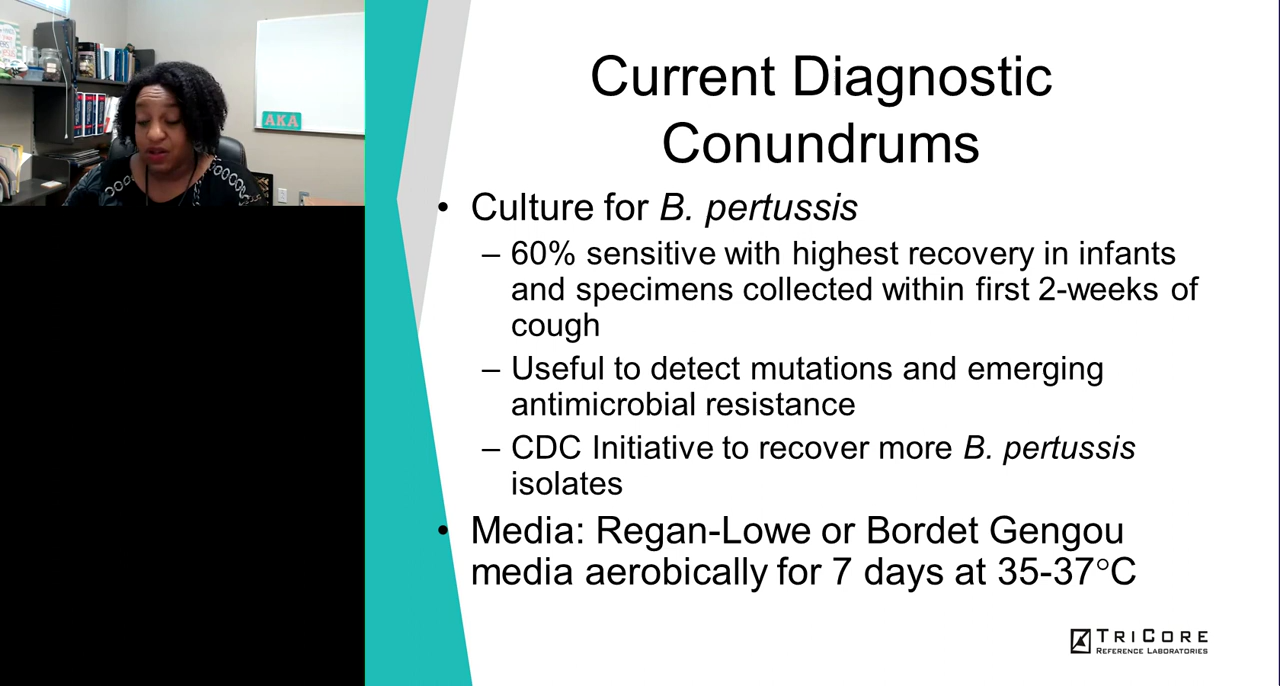 Current Diagnostic
Conundrums
• Culture for B. pertussis
– 60% sensitive with highest recovery in infants
and specimens collected within first 2-weeks of
cough
– Useful to detect mutations and emerging
antimicrobial resistance
– CDC Initiative to recover more B. pertussis
isolates
• Media: Regan-Lowe or Bordet Gengou
media aerobically for 7 days at 35-37°C
TRICORE
REFERENCE LABORATORIES
AKA